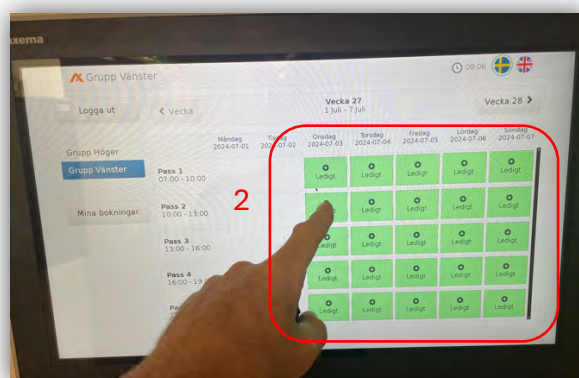 axema
Grupp Vänster
08:06
Logga ut
Vecka
Vecka 27
1 juli - 7 juli
Vecka 28
Måndag Tisdag Onsdag Torsdag Fredag Lördag Söndag
2024-07-01 2024-07-02 2024-07-03 2024-07-04 2024-07-05 2024-07-06 2024-07-07
Grupp Höger
Grupp Vänster
Mina bokningar
Pass 1 Ledigt Ledigt Ledigt Ledigt Ledigt
07:00 - 10:00
2
Pass 2 Ledigt Ledigt Ledigt Ledigt
10:00 - 13:00
Pass 3 Ledigt Ledigt Ledigt Ledigt Ledigt
13:00 - 16:00
Pass 4 Ledigt Ledigt Ledigt Ledigt Ledigt
16:00 - 19
Ledigt Ledigt Ledigt Ledigt Ledigt